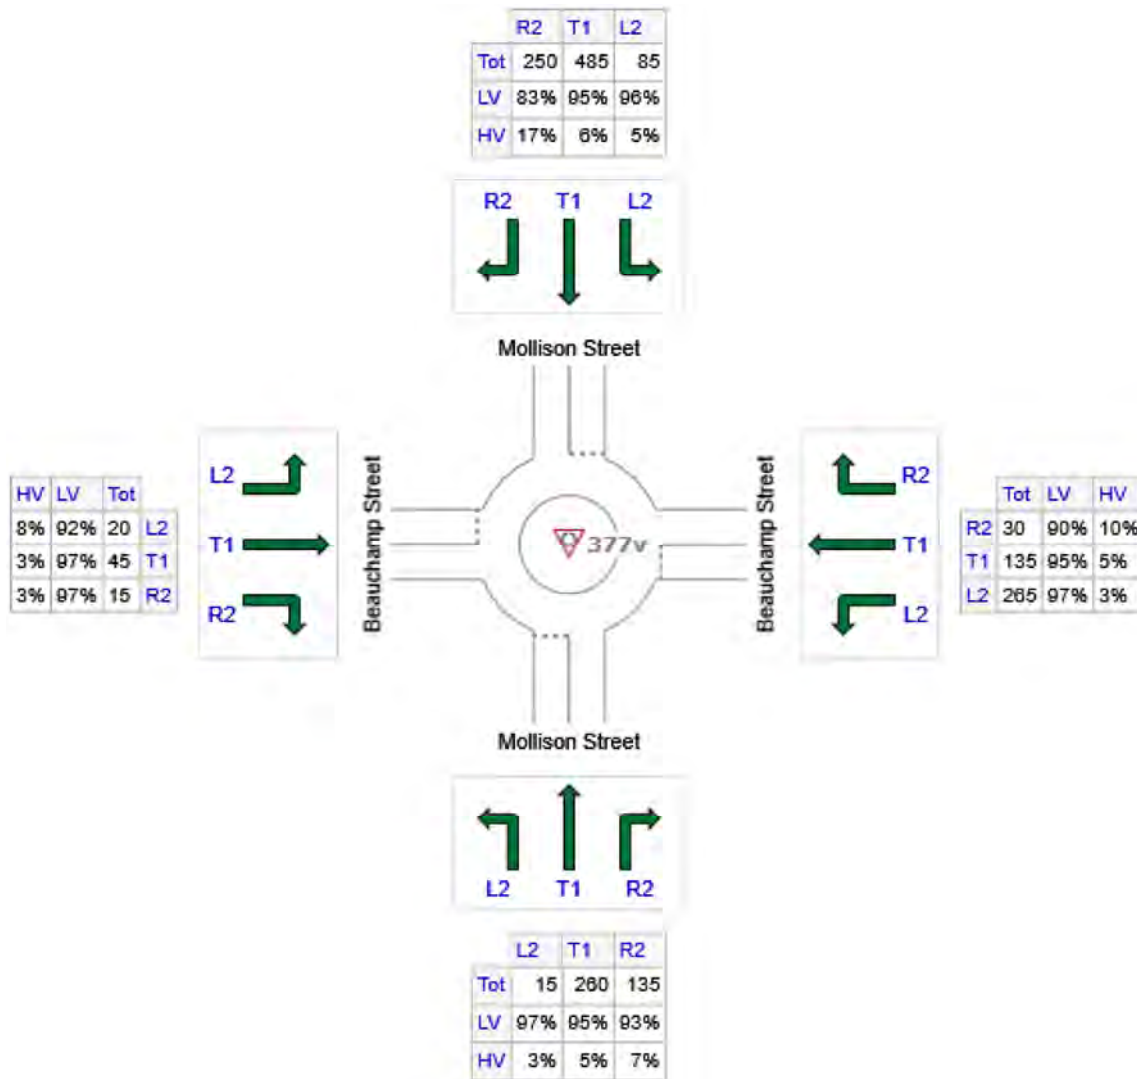 R2 T1 L2
Tot 250 485 85
LV 83% 95% 96%
HV 17% 6% 5%
R2 T1 L2
Mollison Street
L2
T1
R2
HV LV Tot
8% 92% 20 L2
3% 97% 45 T1
3% 97% 15 R2
Beauchamp Street
377v
Beauchamp Street
R2
T1
L2
Tot LV HV
R2 30 90% 10%
T1 135 95% 5%
L2 265 97% 3%
Mollison Street
L2 T1 R2
L2 T1 R2
Tot 15 260 135
LV 97% 95% 93%
HV 3% 5% 7%